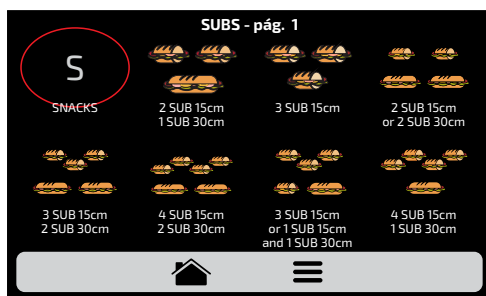 SUBS - pág. 1
S
SNACKS
2 SUB 15cm
1 SUB 30cm
3 SUB 15cm
2 SUB 15cm
or 2 SUB 30cm
3 SUB 15cm
2 SUB 30cm
4 SUB 15cm
2 SUB 30cm
3 SUB 15cm
or 1 SUB 15cm
and 1 SUB 30cm
4 SUB 15cm
1 SUB 30cm